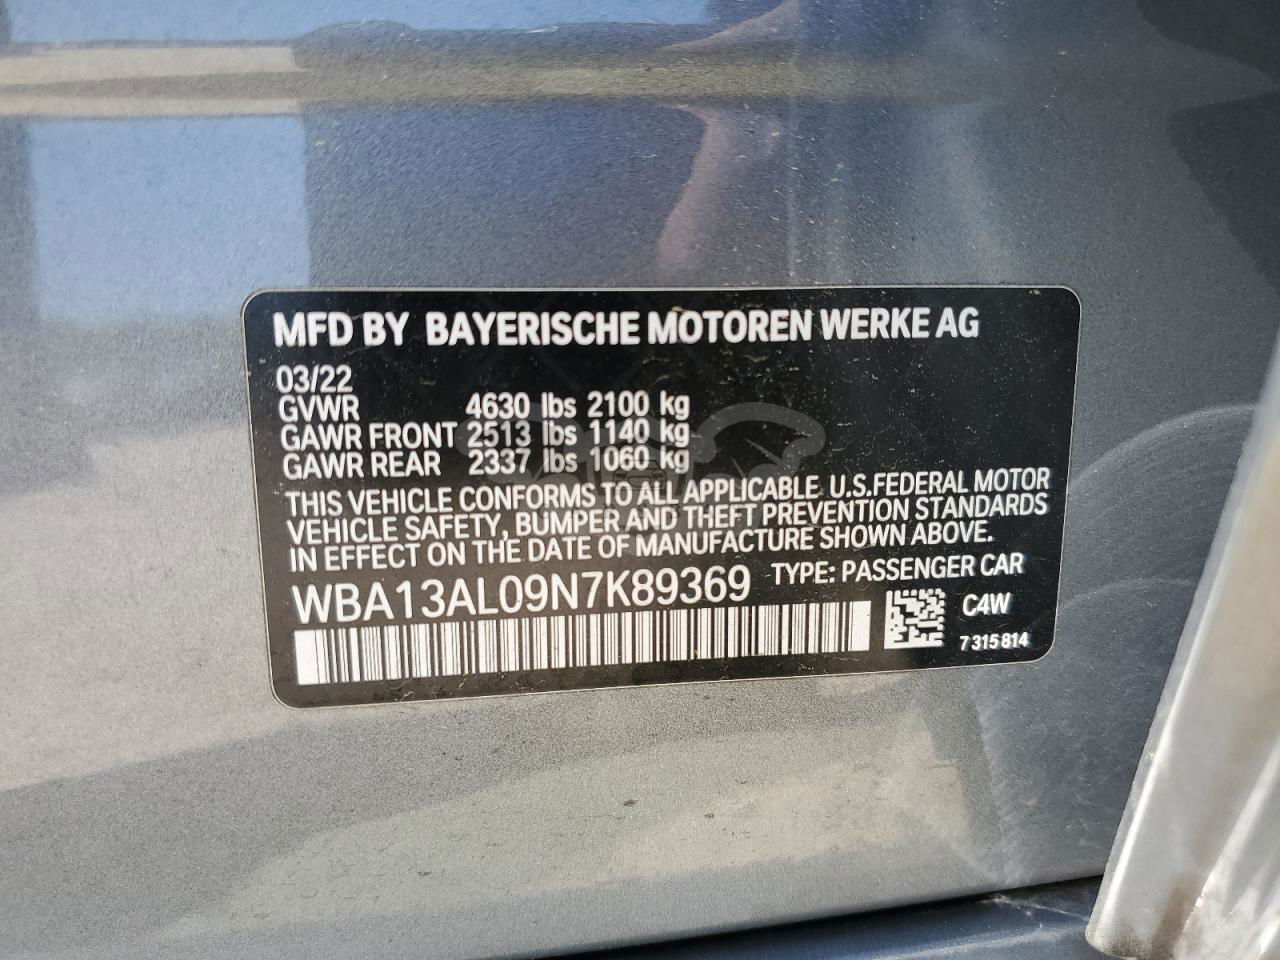 MFD BY BAYERISCHE MOTOREN WERKE AG
03/22
GVWR 4630 lbs 2100 kg
GAWR FRONT 2513 lbs 1140 kg
GAWR REAR 2337 lbs 1060 kg
THIS VEHICLE CONFORMS TO ALL APPLICABLE U.S.FEDERAL MOTOR
VEHICLE SAFETY, BUMPER AND THEFT PREVENTION STANDARDS
IN EFFECT ON THE DATE OF MANUFACTURE SHOWN ABOVE.
WBA13AL09N7K89369 TYPE: PASSENGER CAR
C4W
7 315 814